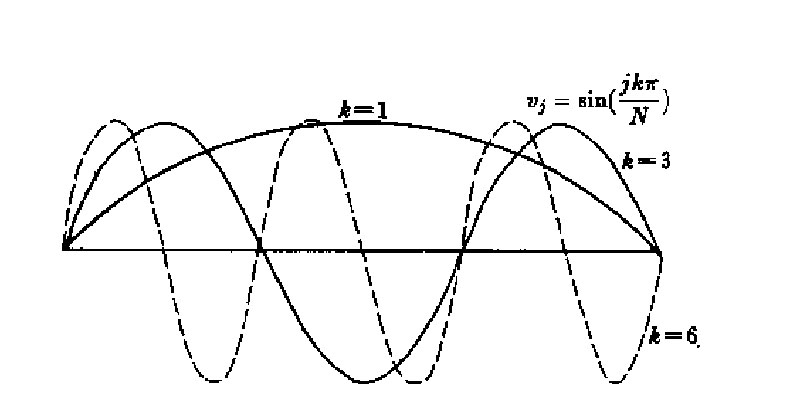 k=1
v_j = sin(jkπ/N)
k=3
k=6